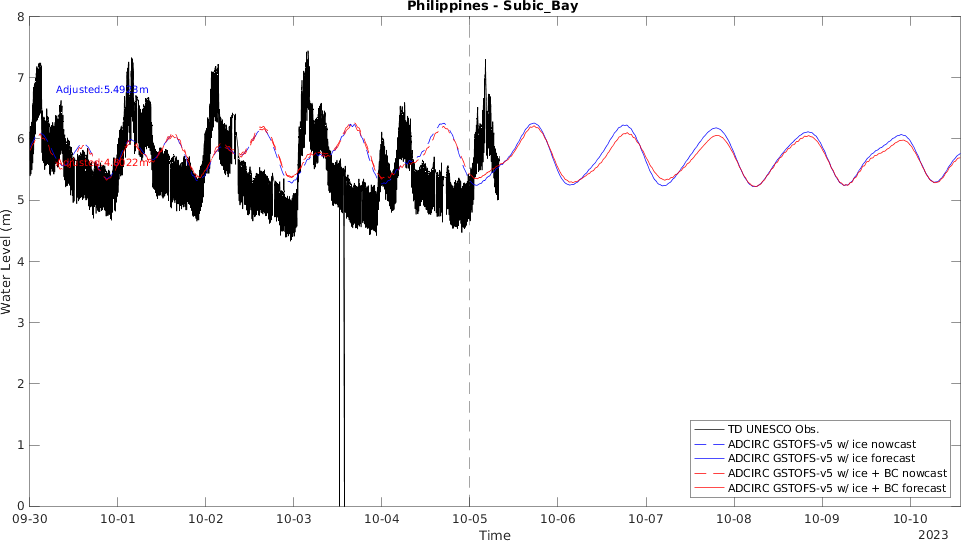 Philippines - Subic_Bay
8
7
6
5
4
3
2
1
0
Water Level (m)
Adjusted:5.49
09-30
10-01
10-02
10-03
10-04
10-05
10-06
10-07
10-08
10-09
10-10
Time
2023
TD UNESCO Obs.
ADCIRC GSTOFS-v5 w/ ice nowcast
ADCIRC GSTOFS-v5 w/ ice forecast
ADCIRC GSTOFS-v5 w/ ice + BC nowcast
ADCIRC GSTOFS-v5 w/ ice + BC forecast